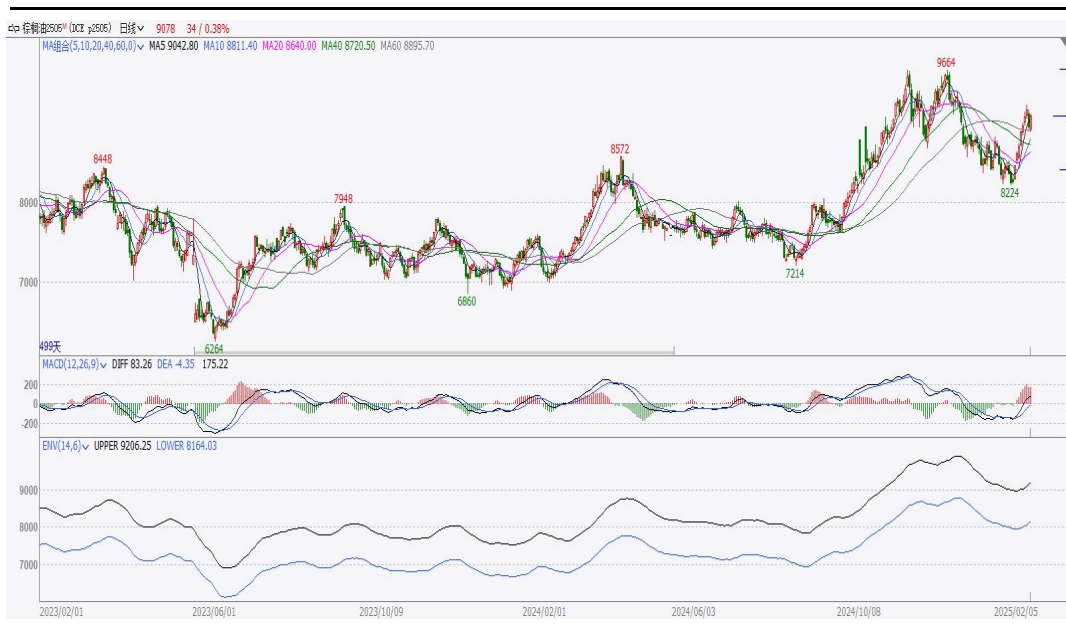 棕榈油2505ᴹ (DCE p2505) 日线 9078 34 / 0.38%
MA组合(5,10,20,40,60,0) MA5 9042.80 MA10 8811.40 MA20 8640.00 MA40 8720.50 MA60 8895.70
9664
8448
8572
7948
8000
8224
7000
7214
6860
6264
499天
MACD(12,26,9) DIFF 83.26 DEA -4.35 175.22
200
0
-200
ENV(14,6) UPPER 9206.25 LOWER 8164.03
9000
8000
7000
2023/02/01 2023/06/01 2023/10/09 2024/02/01 2024/06/03 2024/10/08 2025/02/05